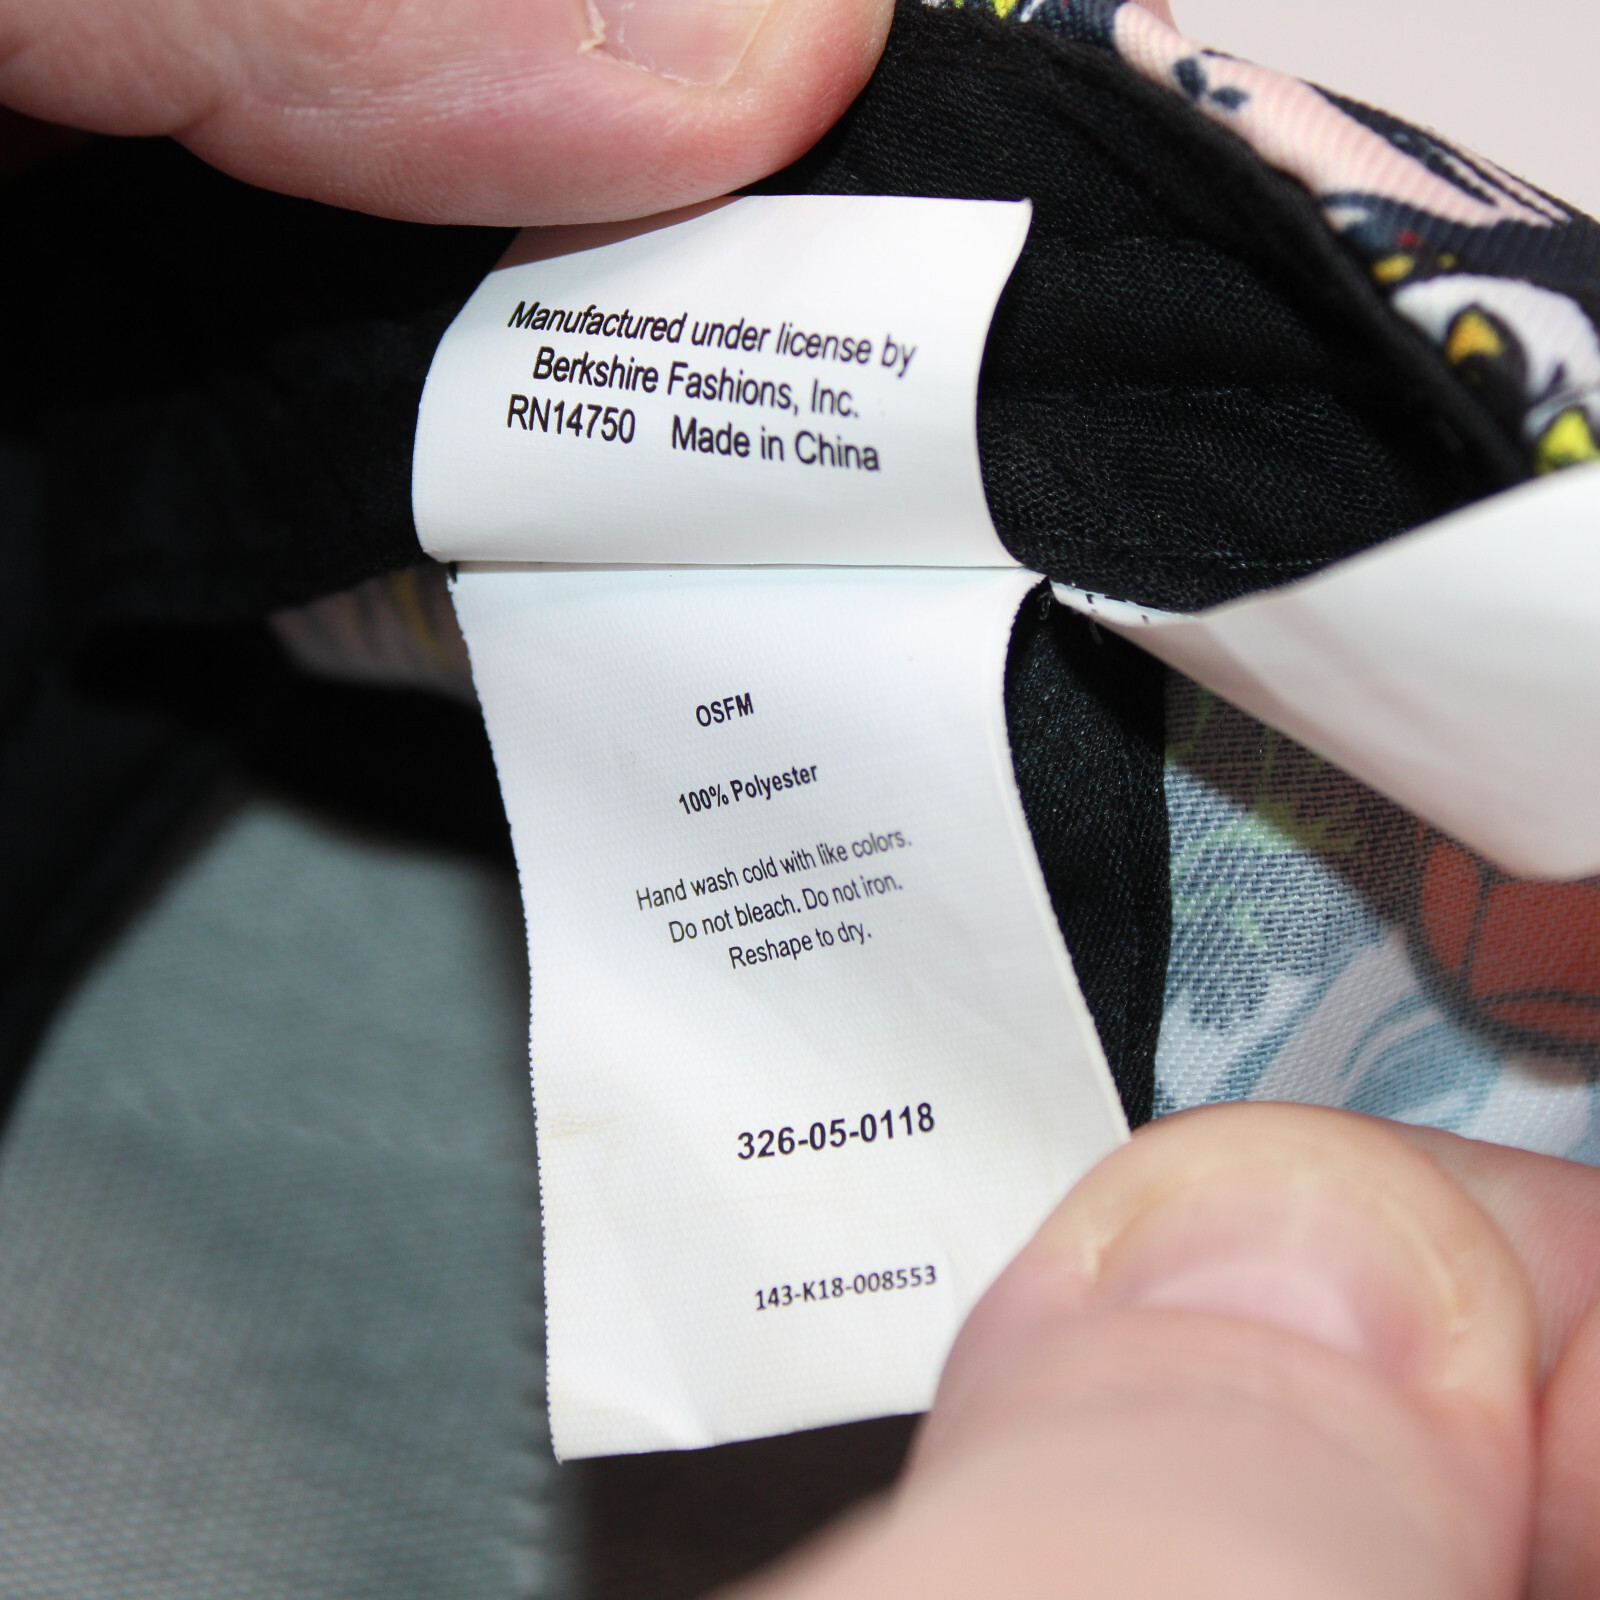 Manufactured under license by
Berkshire Fashions, Inc.
RN14750 Made in China
OSFM
100% Polyester
Hand wash cold with like colors.
Do not bleach. Do not iron.
Reshape to dry.
326-05-0118
143-K18-008553